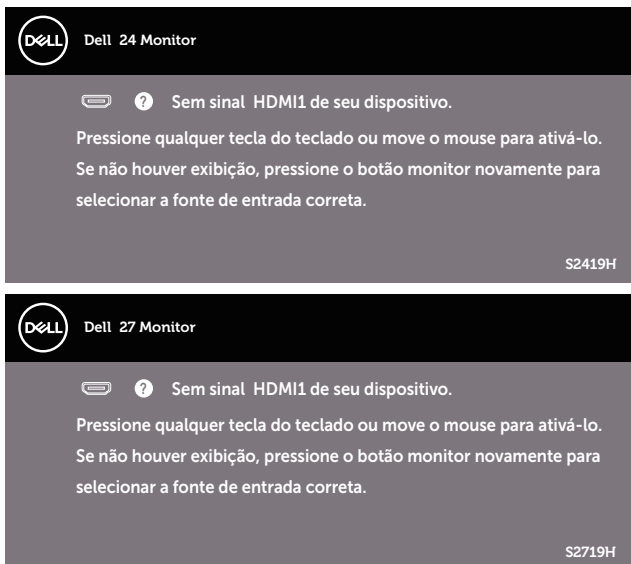 DELL Dell 24 Monitor
? Sem sinal HDMI1 de seu dispositivo.
Pressione qualquer tecla do teclado ou move o mouse para ativá-lo.
Se não houver exibição, pressione o botão monitor novamente para
selecionar a fonte de entrada correta.
S2419H
DELL Dell 27 Monitor
? Sem sinal HDMI1 de seu dispositivo.
Pressione qualquer tecla do teclado ou move o mouse para ativá-lo.
Se não houver exibição, pressione o botão monitor novamente para
selecionar a fonte de entrada correta.
S2719H